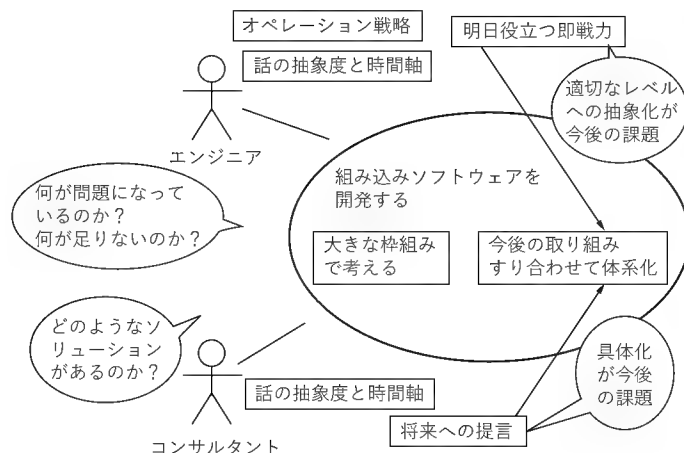 オペレーション戦略
明日役立つ即戦力
話の抽象度と時間軸
適切なレベル
への抽象化が
今後の課題
エンジニア
組み込みソフトウェアを
開発する
何が問題になって
いるのか？
何が足りないのか？
大きな枠組み
で考える
今後の取り組み
すり合わせて体系化
どのようなソ
リューション
があるのか？
具体化
が今後
の課題
話の抽象度と時間軸
将来への提言
コンサルタント